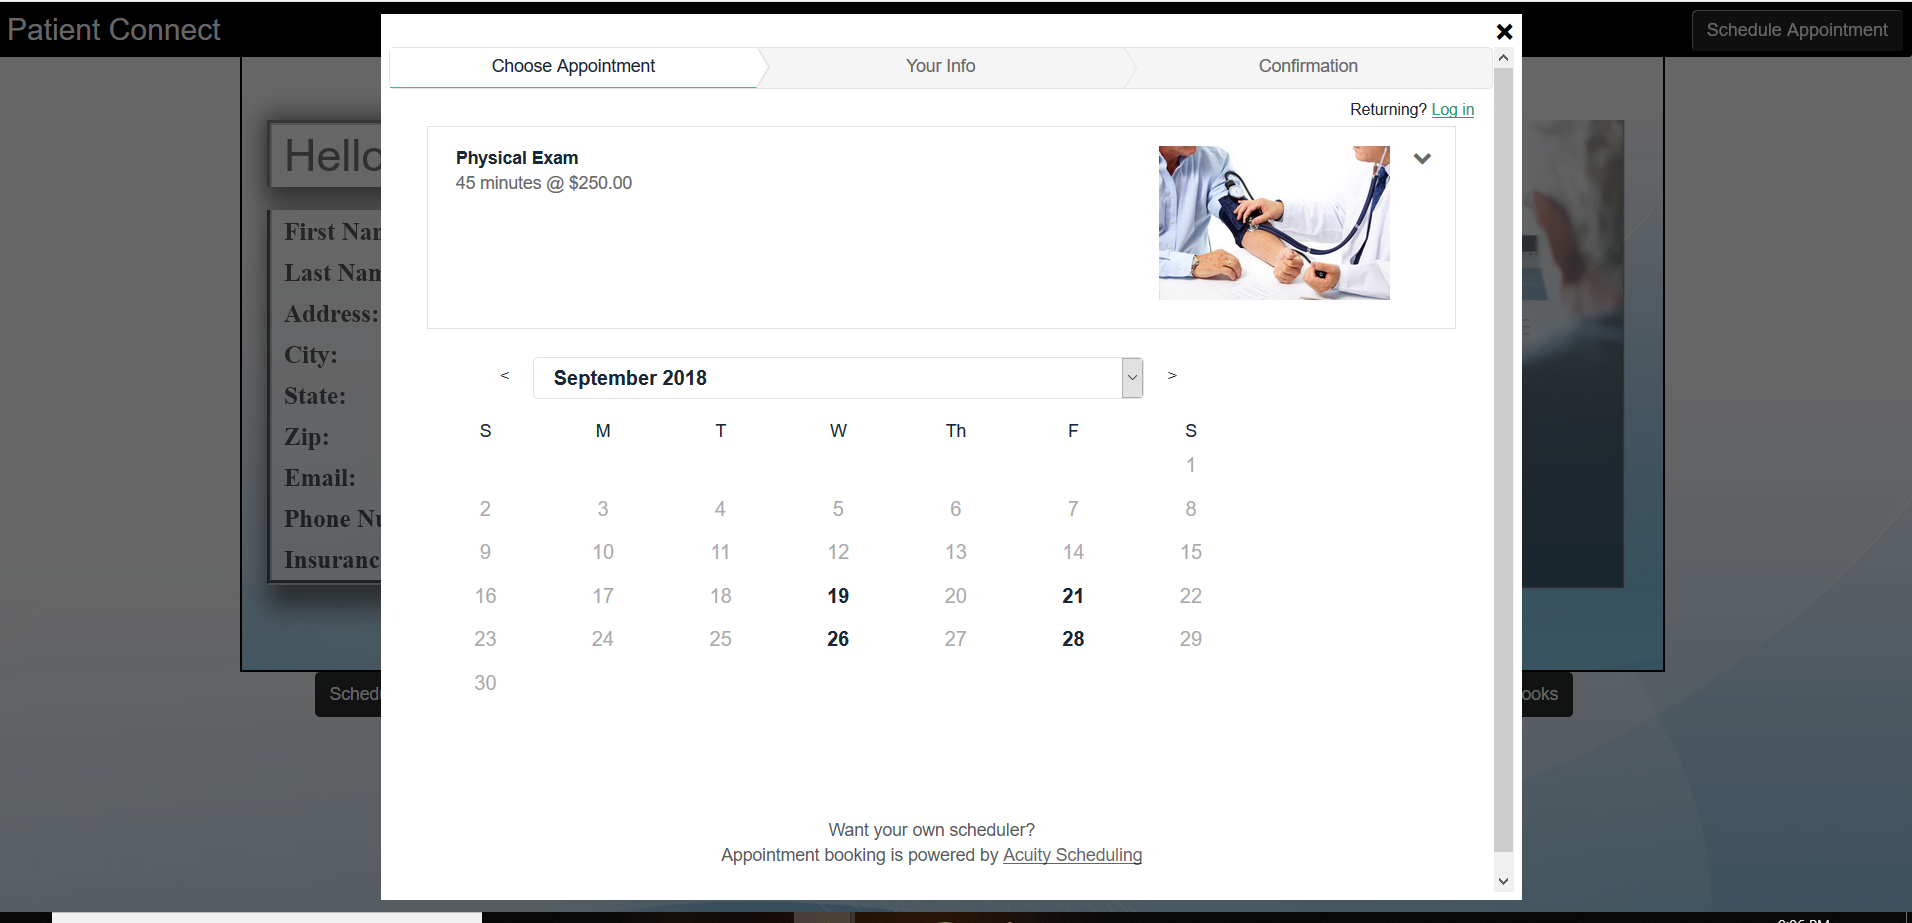 Patient Connect
Schedule Appointment
Choose Appointment
Your Info
Confirmation
Returning? Log in
Hello
Physical Exam
45 minutes @ $250.00
First Nam
Last Nam
Address:
City:
State:
Zip:
Email:
Phone Nu
Insuranc
< September 2018 >
S M T W Th F S
1
2 3 4 5 6 7 8
9 10 11 12 13 14 15
16 17 18 19 20 21 22
23 24 25 26 27 28 29
30
Schedu
ooks
Want your own scheduler?
Appointment booking is powered by Acuity Scheduling